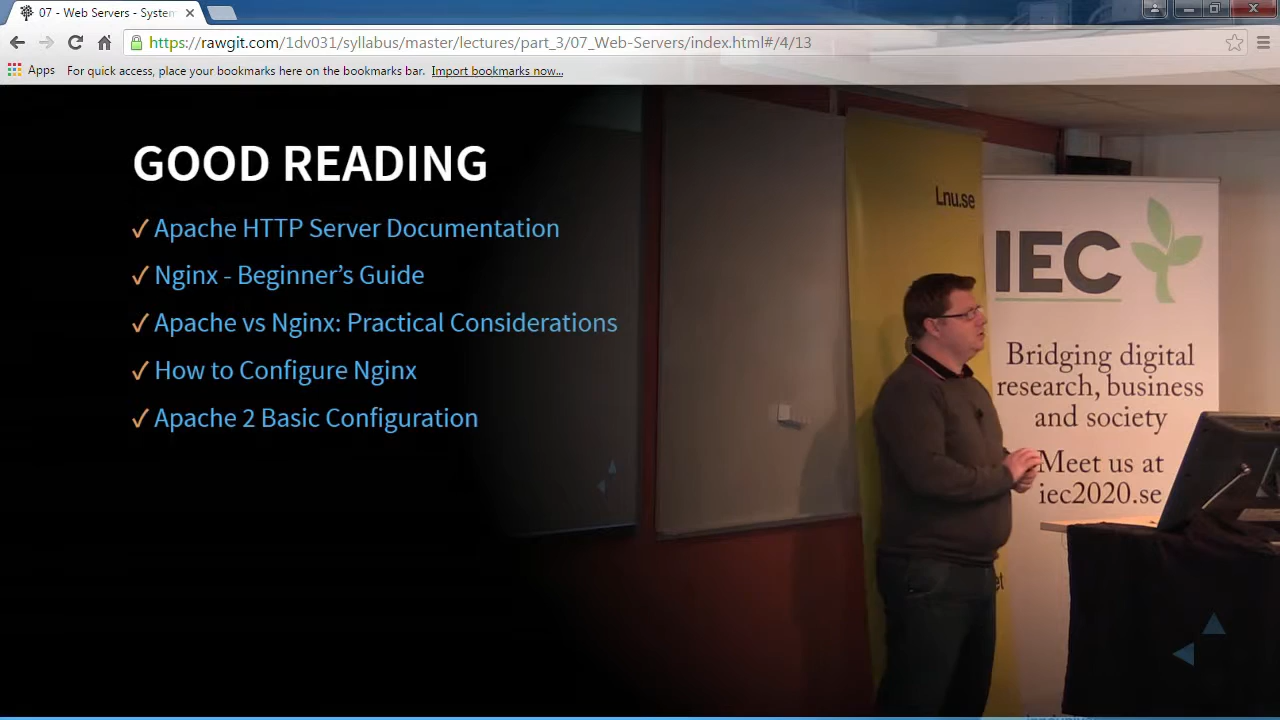 07 - Web Servers - System
https://rawgit.com/1dv031/syllabus/master/lectures/part_3/07_Web-Servers/index.html#/4/13
Apps For quick access, place your bookmarks here on the bookmarks bar. Import bookmarks now...
GOOD READING
✓ Apache HTTP Server Documentation
✓ Nginx - Beginner’s Guide
✓ Apache vs Nginx: Practical Considerations
✓ How to Configure Nginx
✓ Apache 2 Basic Configuration
Lnu.se
IEC
Bridging digital
research, business
and society
Meet us at
iec2020.se